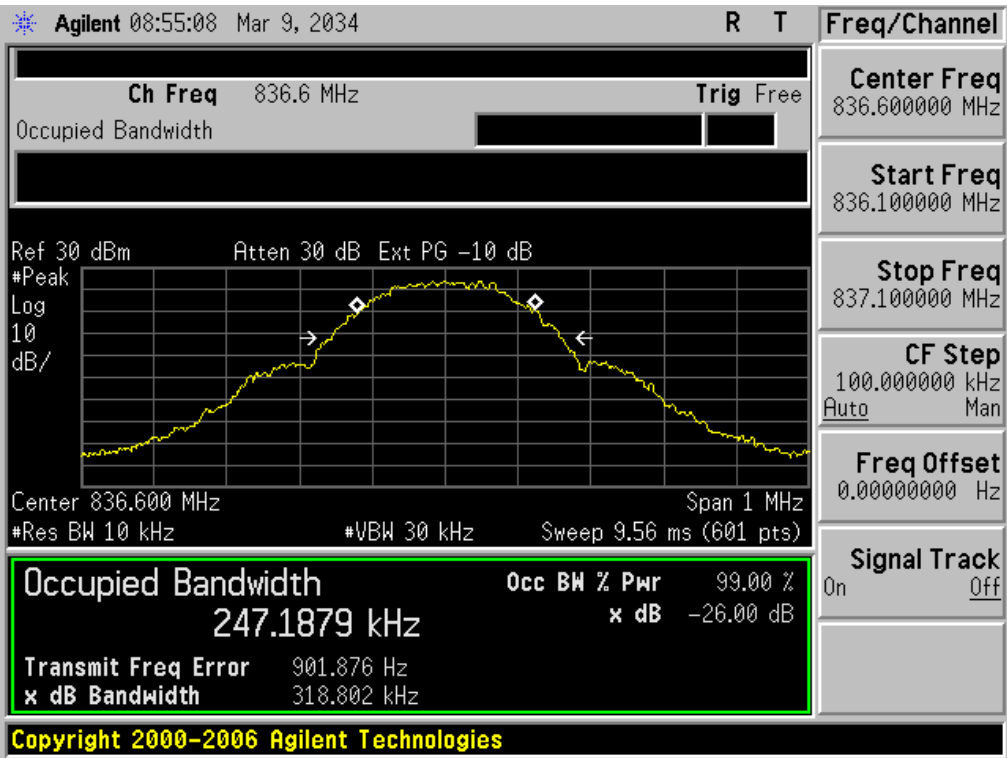 Agilent 08:55:08 Mar 9, 2034 R T
Freq/Channel
Ch Freq 836.6 MHz Trig Free
Occupied Bandwidth
Center Freq
836.600000 MHz
Start Freq
836.100000 MHz
Stop Freq
837.100000 MHz
CF Step
100.000000 kHz
Auto Man
Freq Offset
0.00000000 Hz
Signal Track
On Off
Ref 30 dBm Atten 30 dB Ext PG -10 dB
#Peak
Log
10
dB/
Center 836.600 MHz Span 1 MHz
#Res BW 10 kHz #VBW 30 kHz Sweep 9.56 ms (601 pts)
Occupied Bandwidth Occ BW % Pwr 99.00 %
247.1879 kHz x dB -26.00 dB
Transmit Freq Error 901.876 Hz
x dB Bandwidth 318.802 kHz
Copyright 2000-2006 Agilent Technologies